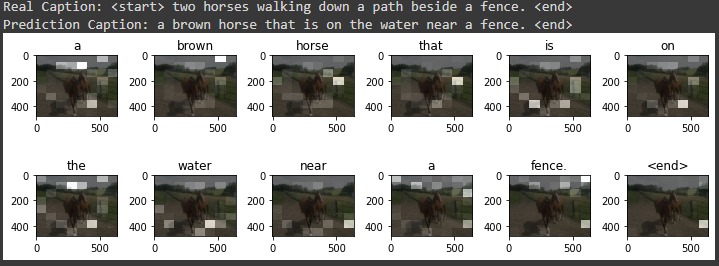 Real Caption: <start> two horses walking down a path beside a fence. <end>
Prediction Caption: a brown horse that is on the water near a fence. <end>
a brown horse that is on
0 0 0 0 0 0
200 200 200 200 200 200
400 400 400 400 400 400
0 500 0 500 0 500 0 500 0 500 0 500
the water near a fence. <end>
0 0 0 0 0 0
200 200 200 200 200 200
400 400 400 400 400 400
0 500 0 500 0 500 0 500 0 500 0 500